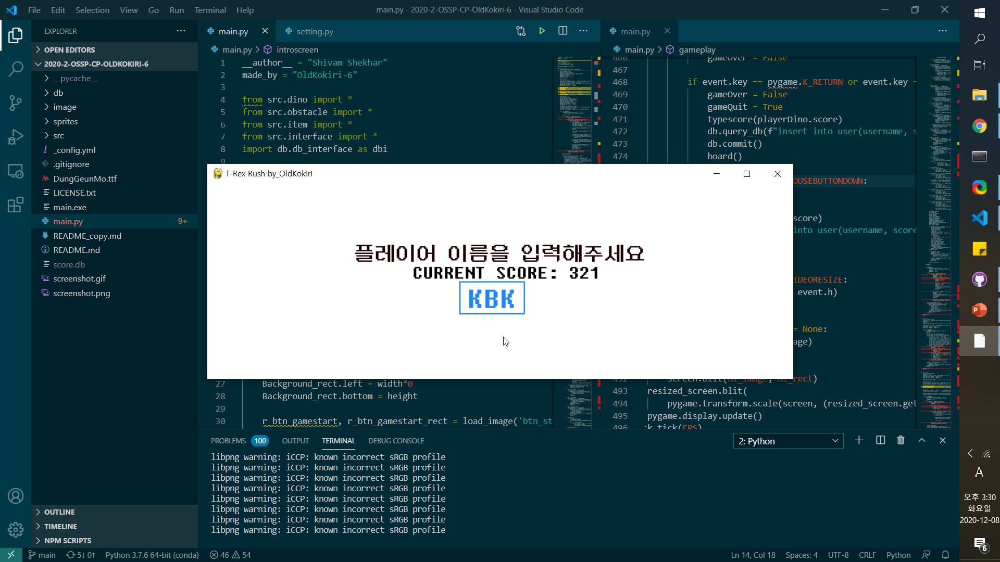 File Edit Selection View Go Run Terminal Help
main.py - 2020-2-OSSP-CP-OldKokiri-6 - Visual Studio Code
EXPLORER
OPEN EDITORS
2020-2-OSSP-CP-OLDKOKIRI-6
__pycache__
db
image
sprites
src
_config.yml
.gitignore
DungGeunMo.ttf
LICENSE.txt
main.exe
main.py 9+
README_copy.md
README.md
score.db
screenshot.gif
screenshot.png
OUTLINE
TIMELINE
NPM SCRIPTS
main.py
setting.py
main.py > introscreen
1 __author__ = "Shivam Shekhar"
2 made_by = "OldKokiri-6"
3
4 from src.dino import *
5 from src.obstacle import *
6 from src.item import *
7 from src.interface import *
8 import db.db_interface as dbi
9
27 Background_rect.left = width*0
28 Background_rect.bottom = height
29
30 r_btn_gamestart, r_btn_gamestart_rect = load_image('btn_st
main.py
main.py > gameplay
466 gameOver = False
467
468 if event.key == pygame.K_RETURN or event.key =
469 gameOver = False
470 gameQuit = True
471 typescore(playerDino.score)
472 db.query_db(f"insert into user(username, s
473 db.commit()
474 board()
OUSEBUTTONDOWN:
score)
into user(username, score
IDEORESIZE:
event.h)
= None:
age)
492 screen.blit(hi_image, hi_rect)
493 resized_screen.blit(
494 pygame.transform.scale(screen, (resized_screen.get
495 pygame.display.update()
496 k.tick(FPS)
T-Rex Rush by_OldKokiri
플레이어 이름을 입력해주세요
CURRENT SCORE: 321
KBK
PROBLEMS 100 OUTPUT TERMINAL DEBUG CONSOLE
2: Python
libpng warning: iCCP: known incorrect sRGB profile
libpng warning: iCCP: known incorrect sRGB profile
libpng warning: iCCP: known incorrect sRGB profile
libpng warning: iCCP: known incorrect sRGB profile
libpng warning: iCCP: known incorrect sRGB profile
libpng warning: iCCP: known incorrect sRGB profile
libpng warning: iCCP: known incorrect sRGB profile
libpng warning: iCCP: known incorrect sRGB profile
main 5↓ 0↑ Python 3.7.6 64-bit (conda) 46 54
Ln 14, Col 18 Spaces: 4 UTF-8 CRLF Python
A
오후 3:30
화요일
2020-12-08
6